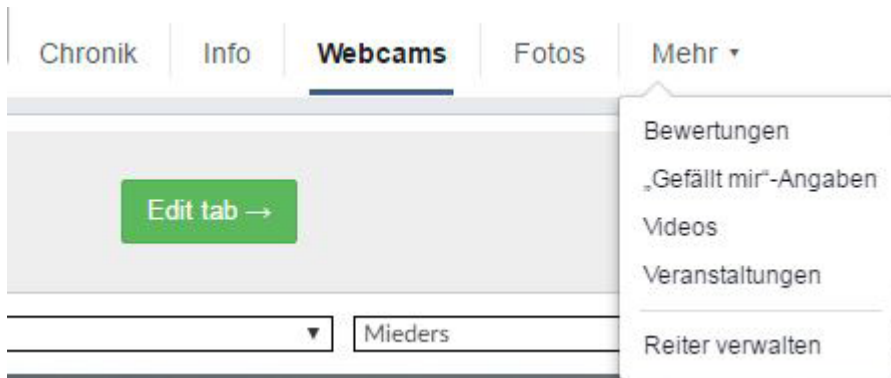 Chronik Info Webcams Fotos Mehr
Bewertungen
„Gefällt mir“-Angaben
Edit tab →
Videos
Veranstaltungen
Mieders
Reiter verwalten